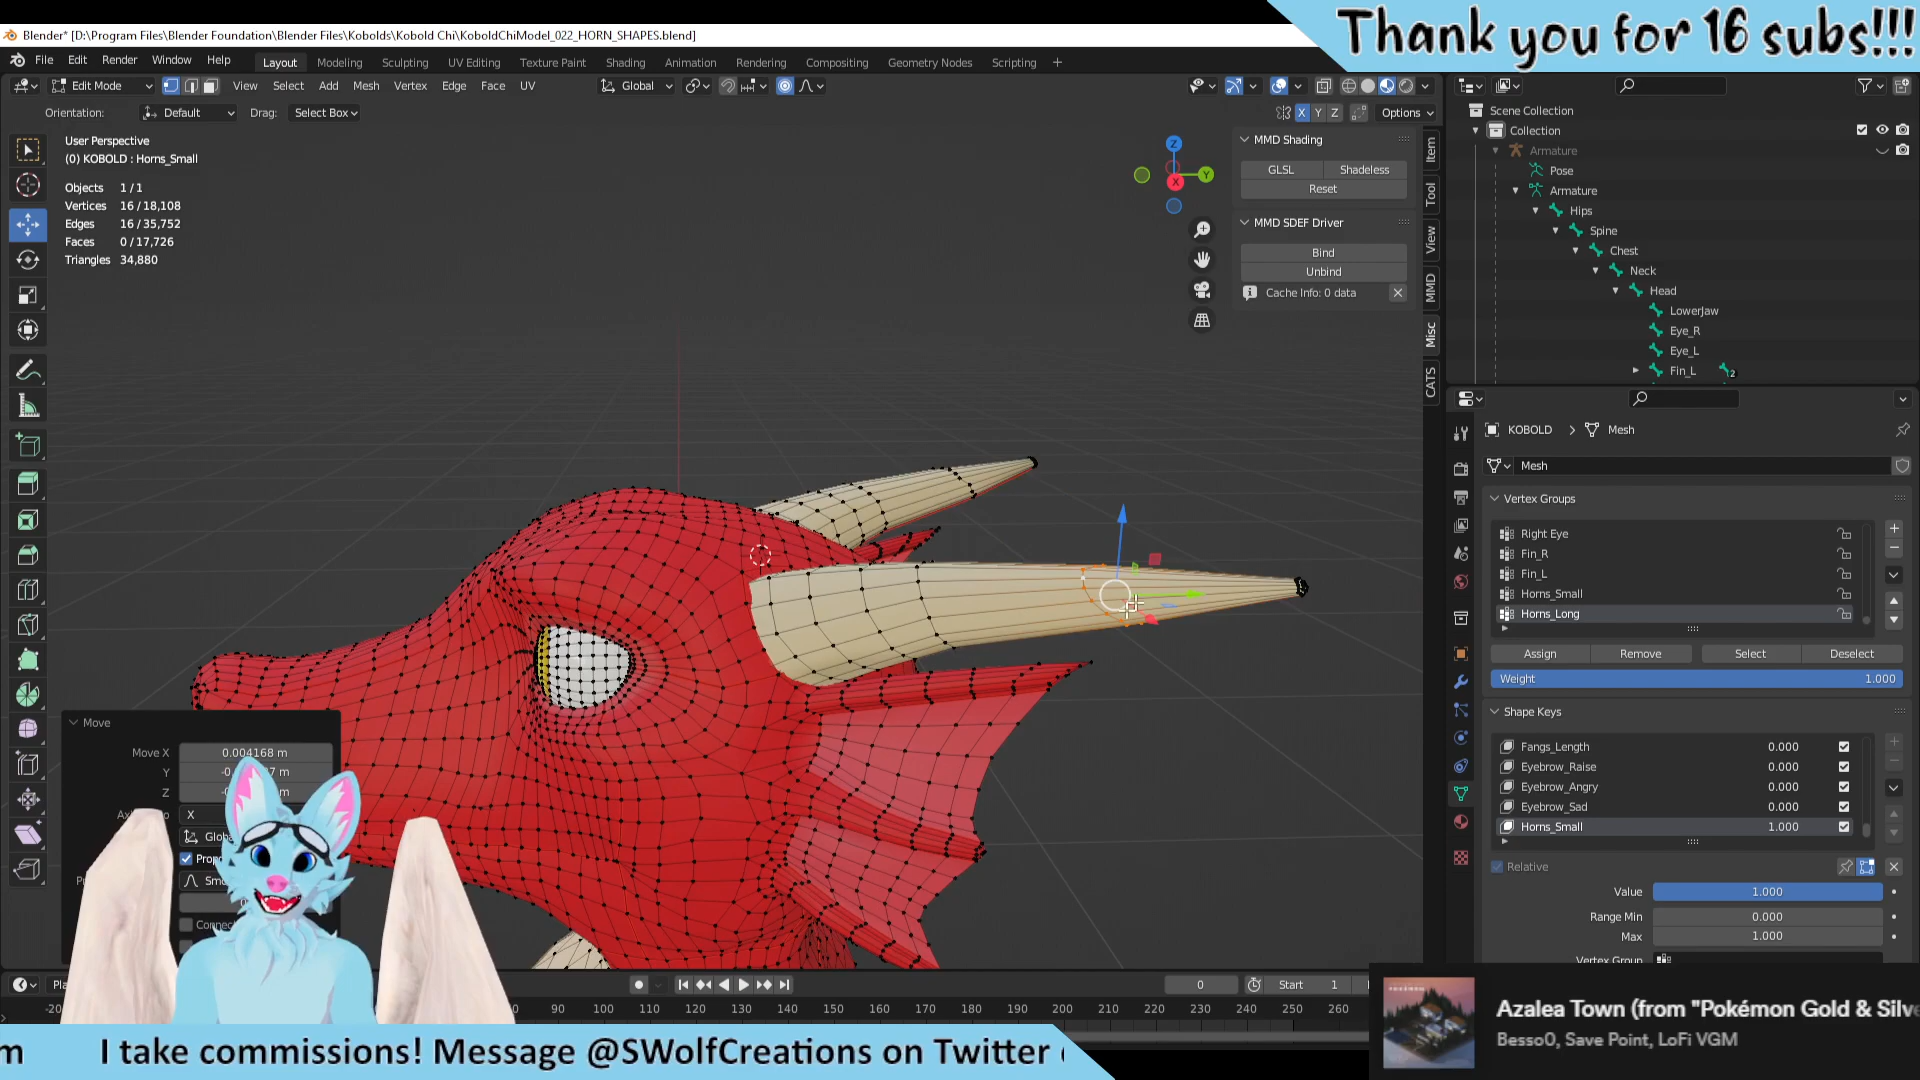 Thank you for 16 subs!!!
Blender* [D:\Program Files\Blender Foundation\Blender Files\Kobolds\Kobold Chi\KoboldChiModel_022_HORN_SHAPES.blend]
File Edit Render Window Help Layout Modeling Sculpting UV Editing Texture Paint Shading Animation Rendering Compositing Geometry Nodes Scripting +
Edit Mode View Select Add Mesh Vertex Edge Face UV Global
Orientation: Default Drag: Select Box X Y Z Options
User Perspective
(0) KOBOLD : Horns_Small
Objects 1/1
Vertices 16 / 18,108
Edges 16 / 35,752
Faces 0 / 17,726
Triangles 34,880
Z
Y
X
MMD Shading
GLSL Shadeless
Reset
MMD SDEF Driver
Bind
Unbind
Cache Info: 0 data
Item
Tool
View
MMD
Misc
CATS
Scene Collection
Collection
Armature
Pose
Armature
Hips
Spine
Chest
Neck
Head
LowerJaw
Eye_R
Eye_L
Fin_L 2
KOBOLD > Mesh
Mesh
Vertex Groups
Right Eye
Fin_R
Fin_L
Horns_Small
Horns_Long
Assign Remove Select Deselect
Weight 1.000
Shape Keys
Fangs_Length 0.000
Eyebrow_Raise 0.000
Eyebrow_Angry 0.000
Eyebrow_Sad 0.000
Horns_Small 1.000
Relative
Value 1.000
Range Min 0.000
Max 1.000
Vertex Group
Move
Move X 0.004168 m
Y
Z
X
0 Start 1
80 90 100 110 120 130 140 150 160 170 180 190 200 210 220 230 240 250 260
I take commissions! Message @SWolfCreations on Twitter
Azalea Town (from "Pokémon Gold & Silve
Besso0, Save Point, LoFi VGM